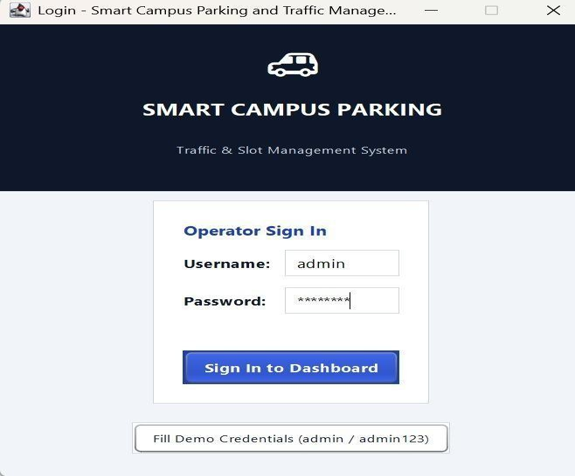 Login - Smart Campus Parking and Traffic Manage...
SMART CAMPUS PARKING
Traffic & Slot Management System
Operator Sign In
Username: admin
Password: ********
Sign In to Dashboard
Fill Demo Credentials (admin / admin123)